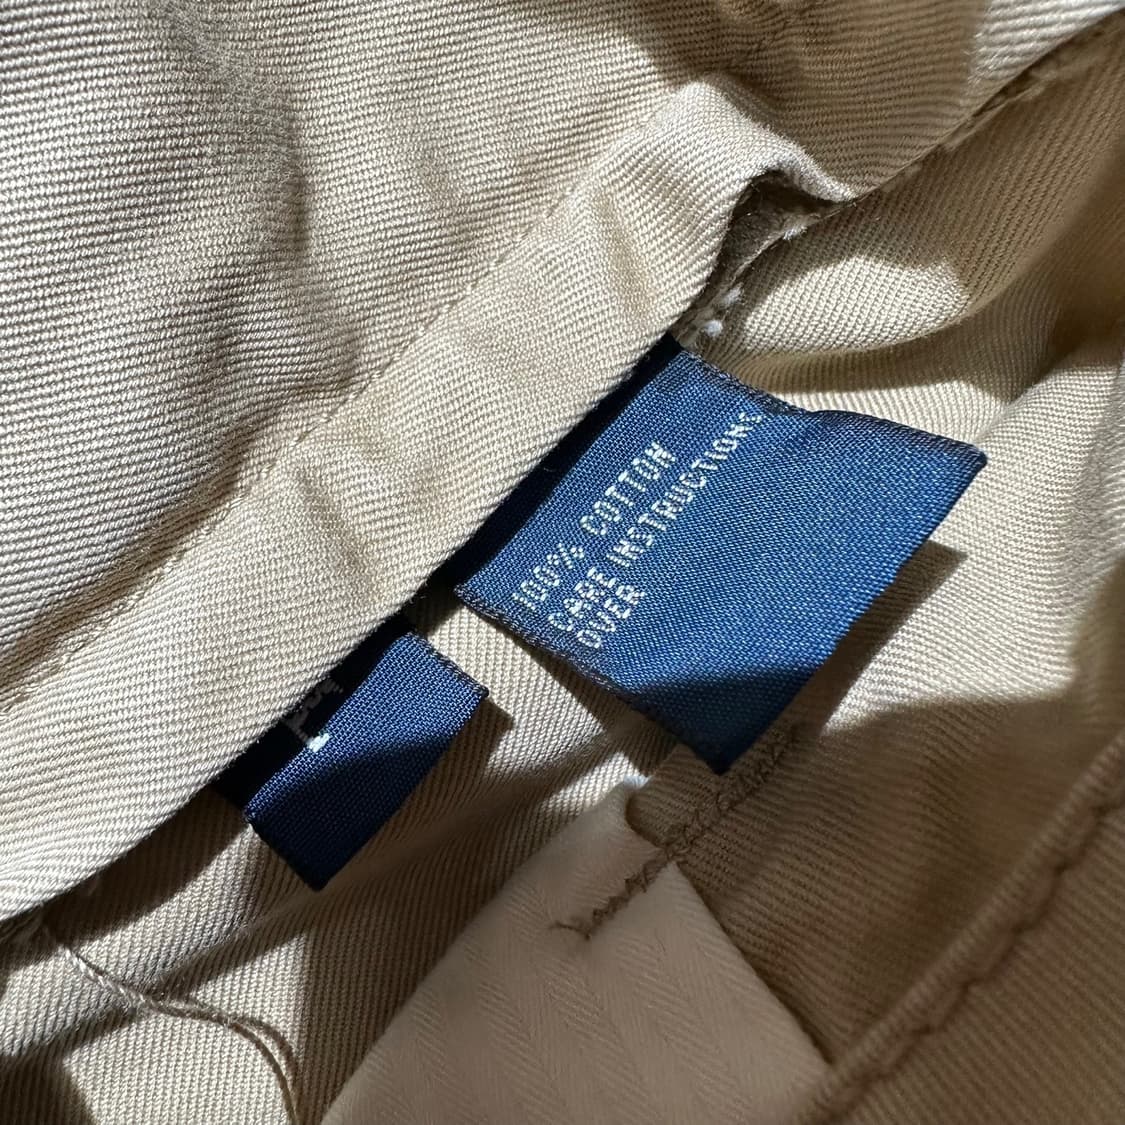 100% COTTON
CARE INSTRUCTIONS
OVER